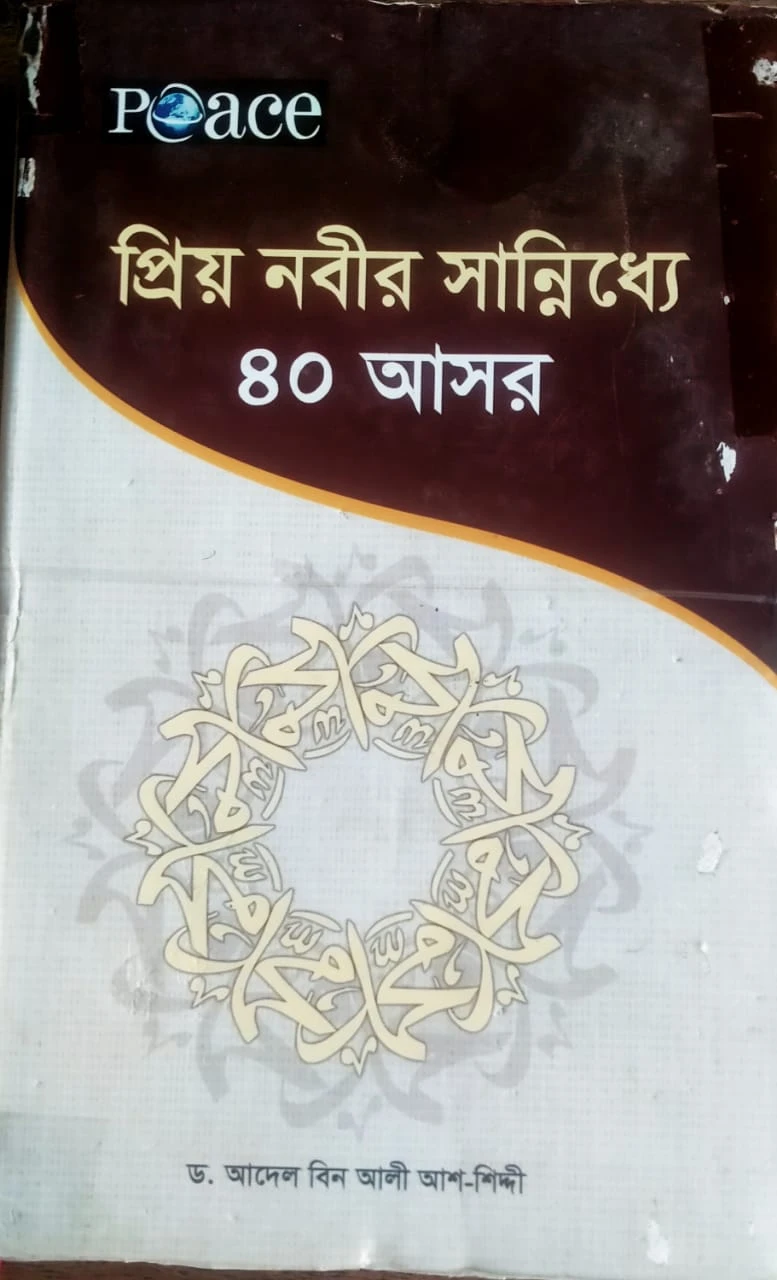 Peace
প্রিয় নবীর সান্নিধ্যে
৪০ আসর
ড. আদেল বিন আলী আশ-শিদ্দী